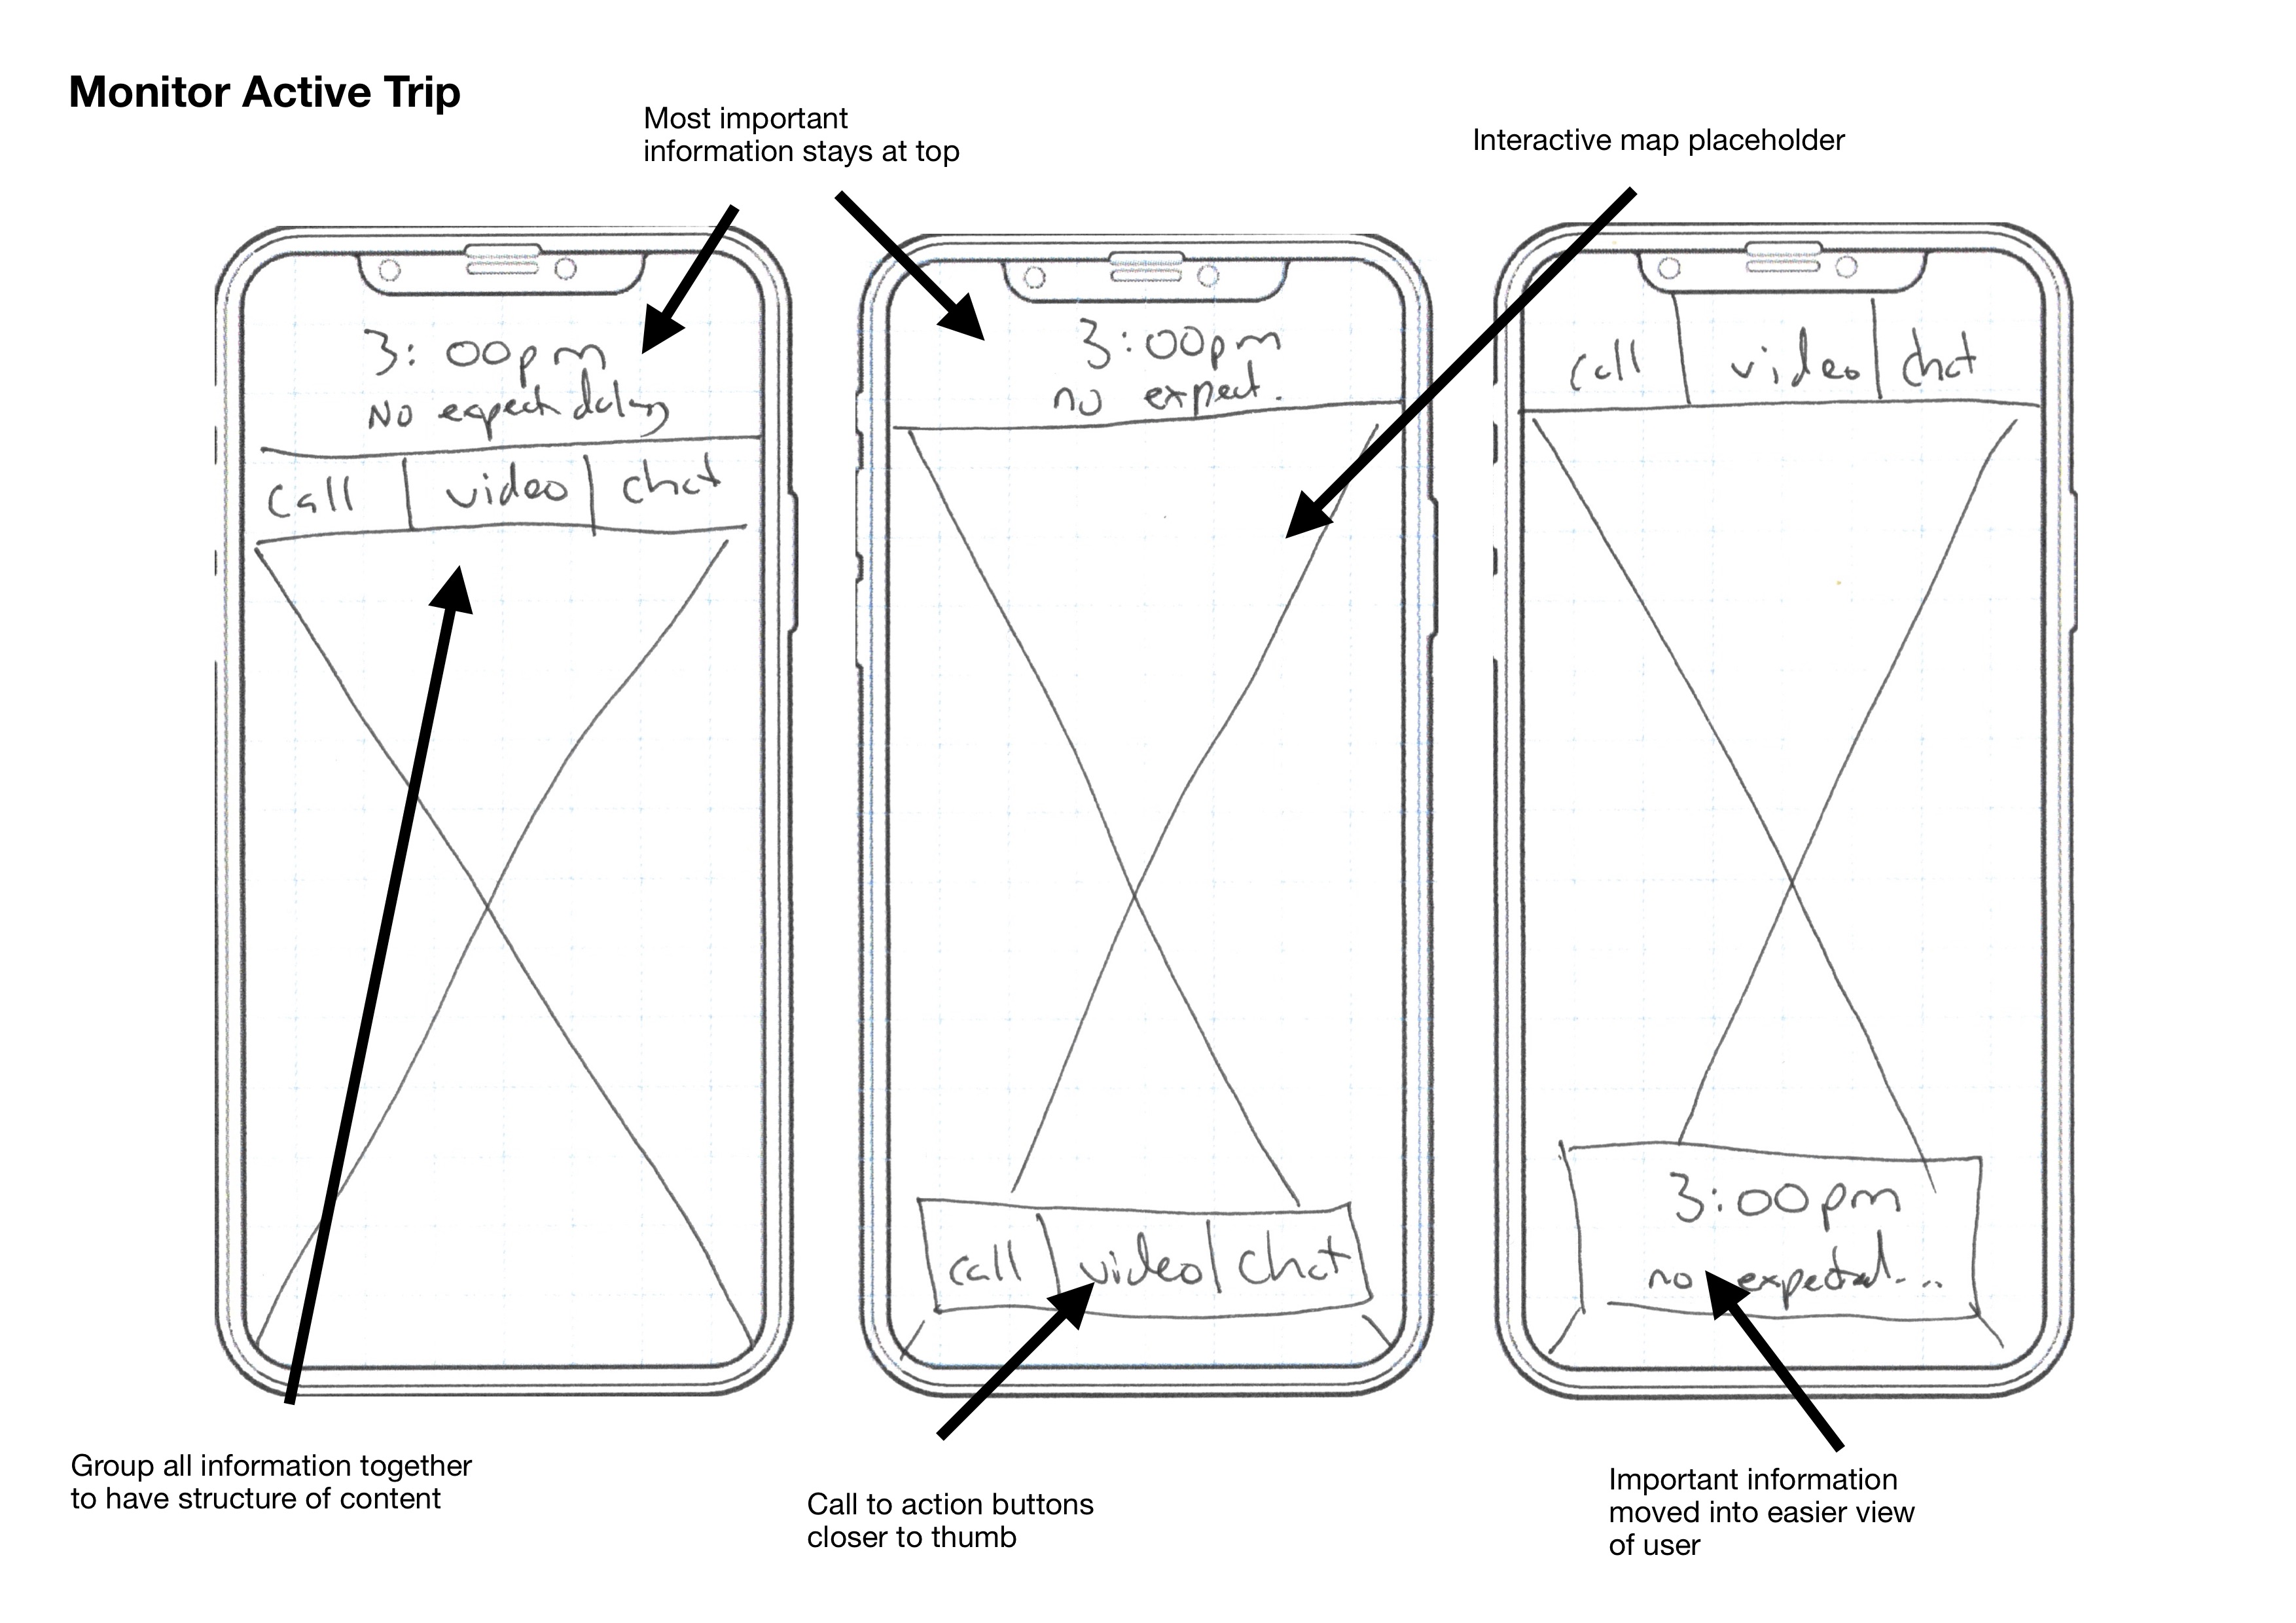 Monitor Active Trip
Most important
information stays at top
Interactive map placeholder
3:00pm
No expect delay
call | video | chat
3:00pm
no expect.
call | video | chat
call | video | chat
3:00pm
no expected...
Group all information together
to have structure of content
Call to action buttons
closer to thumb
Important information
moved into easier view
of user